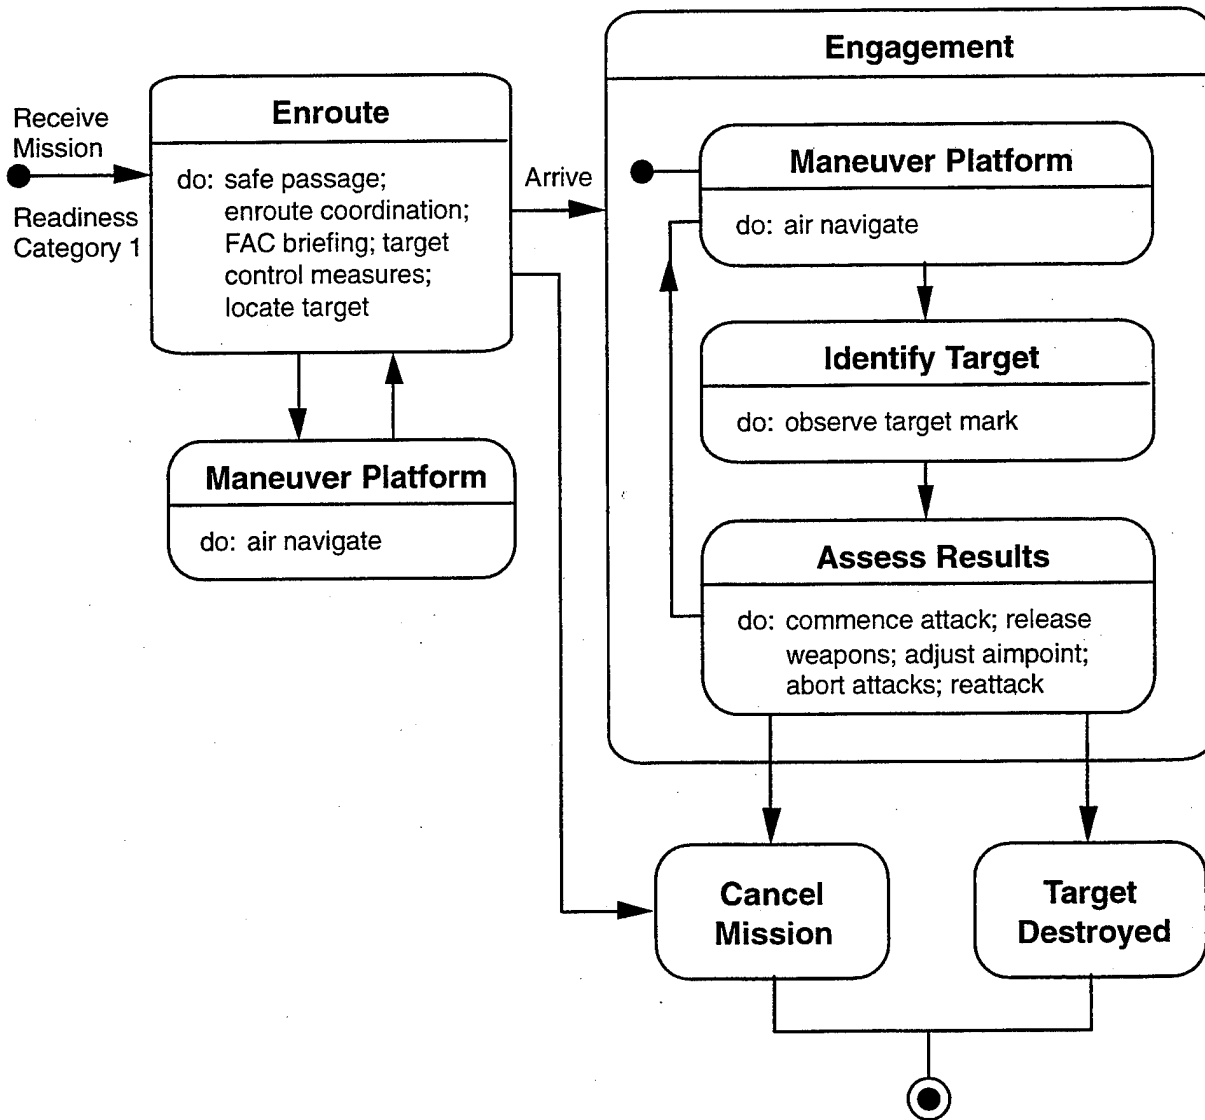 Receive
Mission
Readiness
Category 1
Enroute
do: safe passage;
enroute coordination;
FAC briefing; target
control measures;
locate target
Maneuver Platform
do: air navigate
Arrive
Engagement
Maneuver Platform
do: air navigate
Identify Target
do: observe target mark
Assess Results
do: commence attack; release
weapons; adjust aimpoint;
abort attacks; reattack
Cancel
Mission
Target
Destroyed